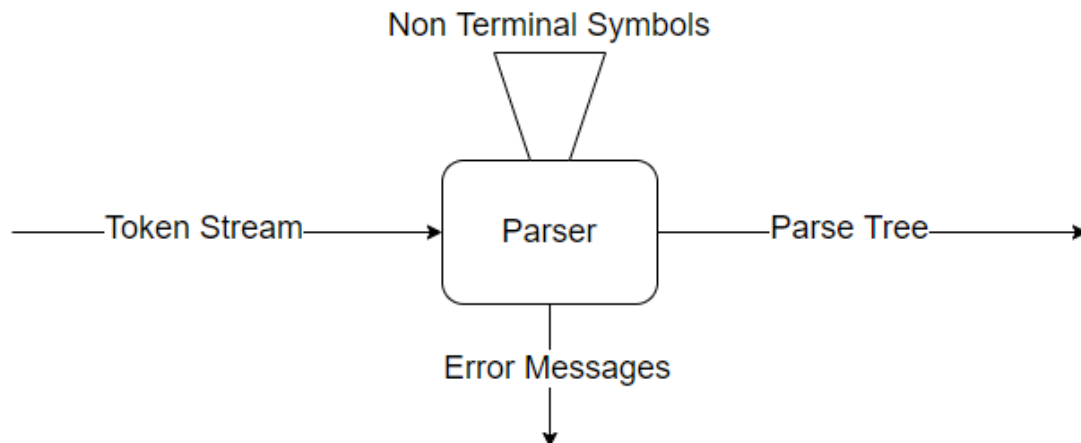 Non Terminal Symbols
Token Stream
Parser
Parse Tree
Error Messages